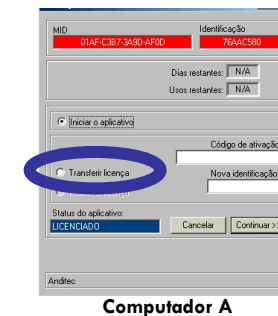 MID
Identificação
01AF-C3B7-3A9D-AF0D
76AAC580
Dias restantes: N/A
Usos restantes: N/A
Iniciar o aplicativo
Código de ativação
Transferir licença
Nova identificação:
Status do aplicativo:
LICENCIADO
Cancelar
Continuar >>
Anditec
Computador A